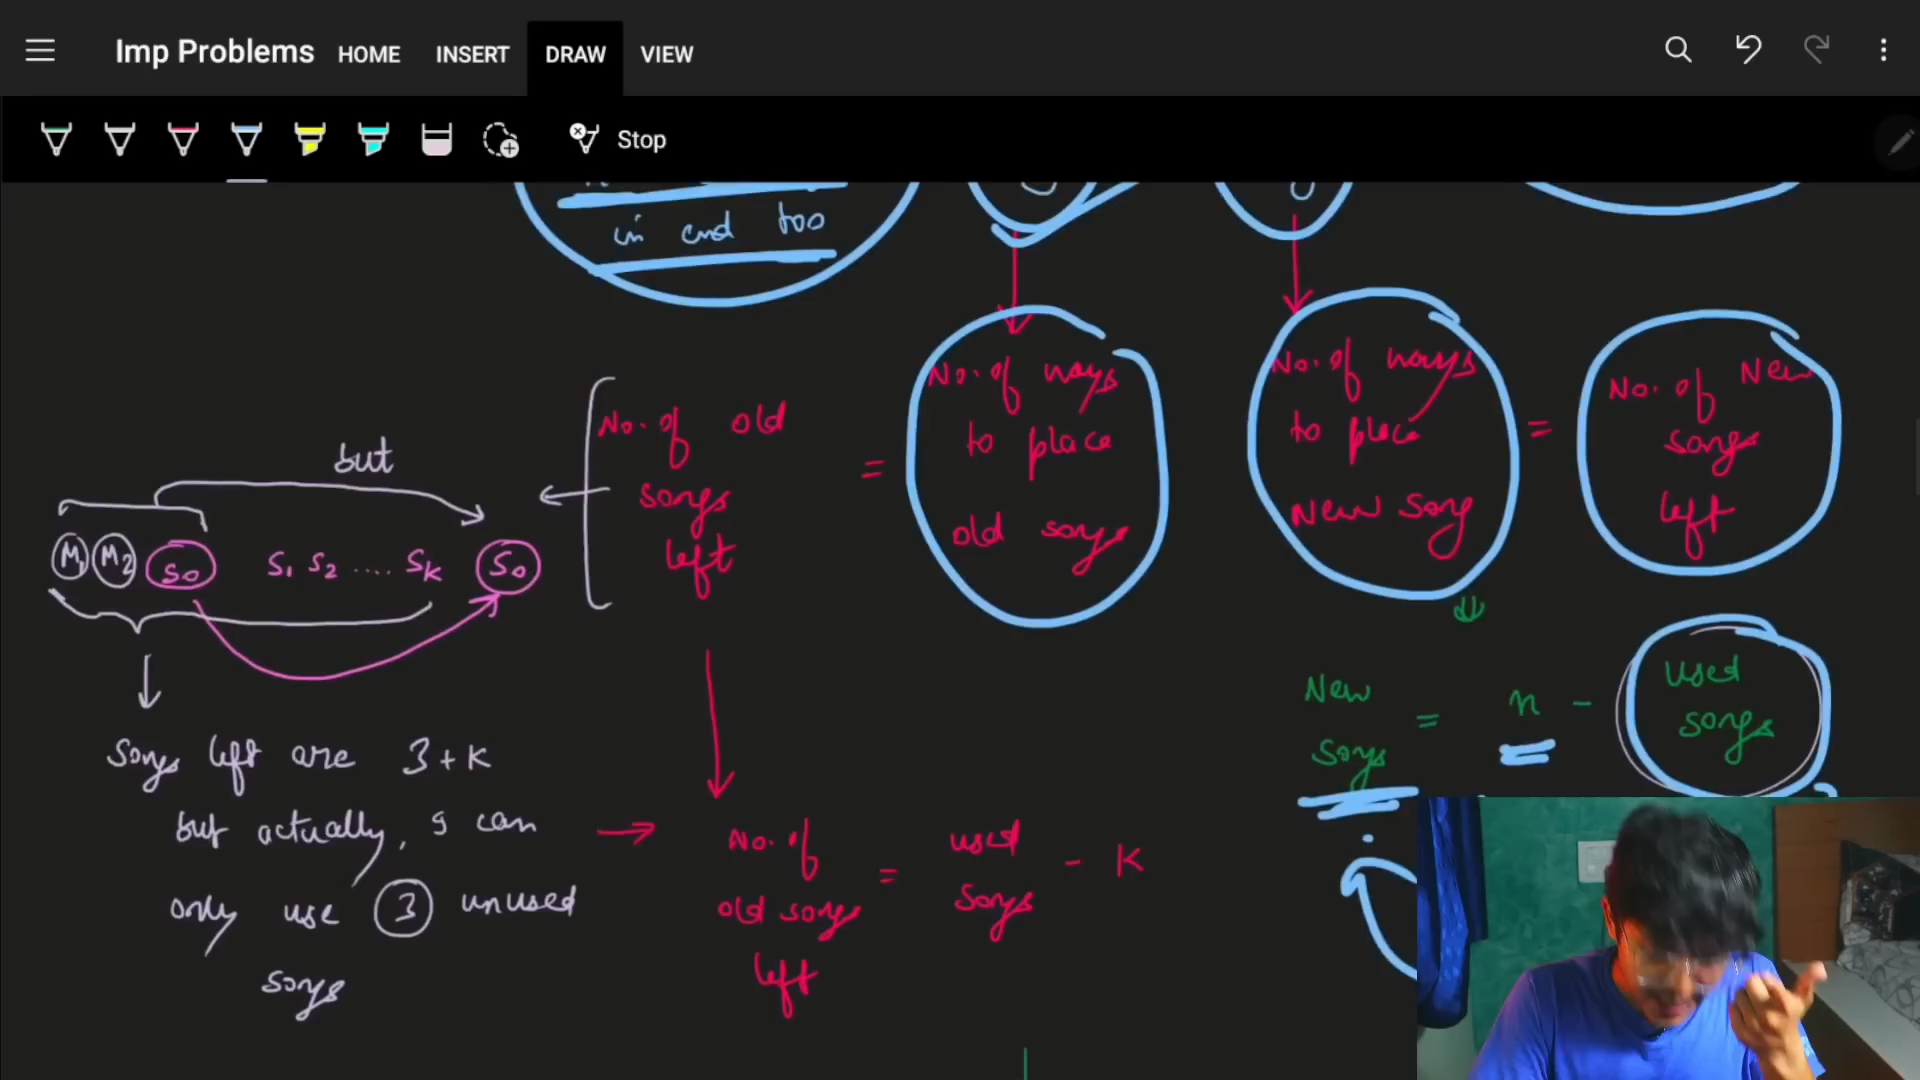 Imp Problems HOME INSERT DRAW VIEW
Stop
in end too
but
M1 M2 S0 S1 S2 .... SK S0
No. of old
songs
left
=
No. of ways
to place
old songs
No. of ways
to place
New Song
=
No. of New
songs
left
Songs left are 3+K
but actually, I can
only use 3 unused
songs
No. of
old songs
left
=
used
songs
- K
New
Songs
=
n
-
used
songs